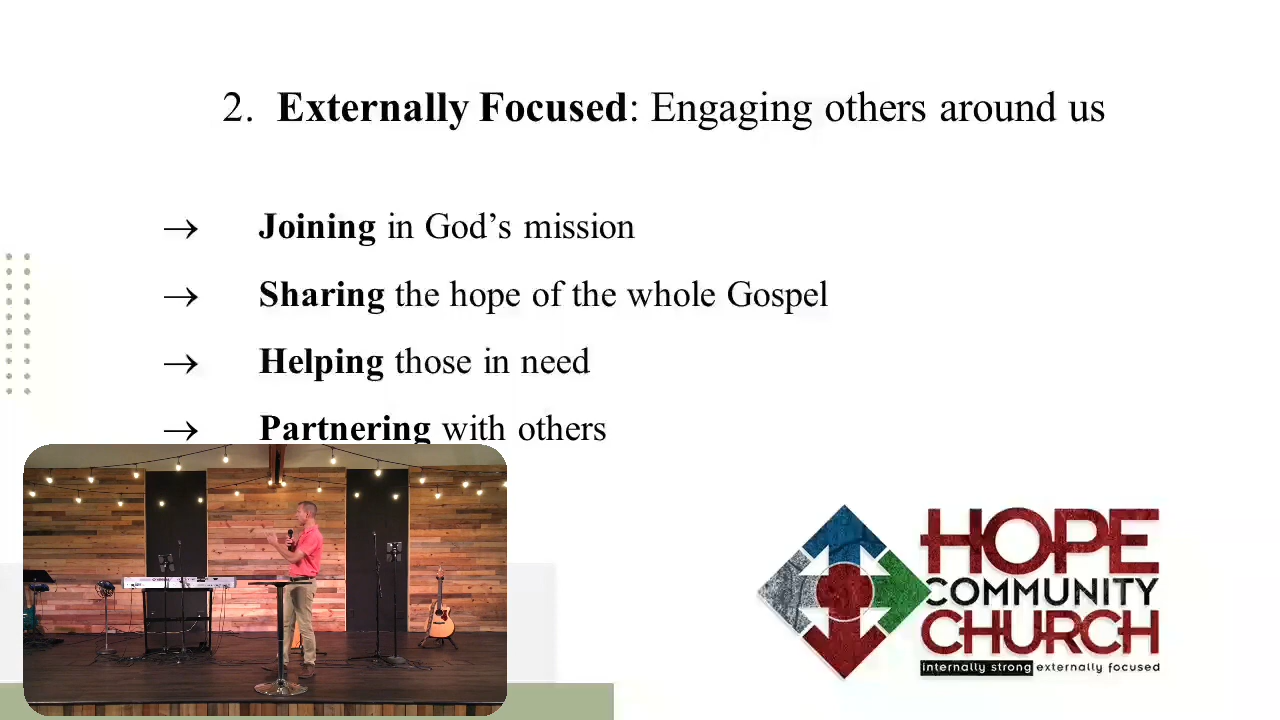 2. Externally Focused: Engaging others around us
→ Joining in God’s mission
→ Sharing the hope of the whole Gospel
→ Helping those in need
→ Partnering with others
HOPE
COMMUNITY
CHURCH
internally strong externally focused